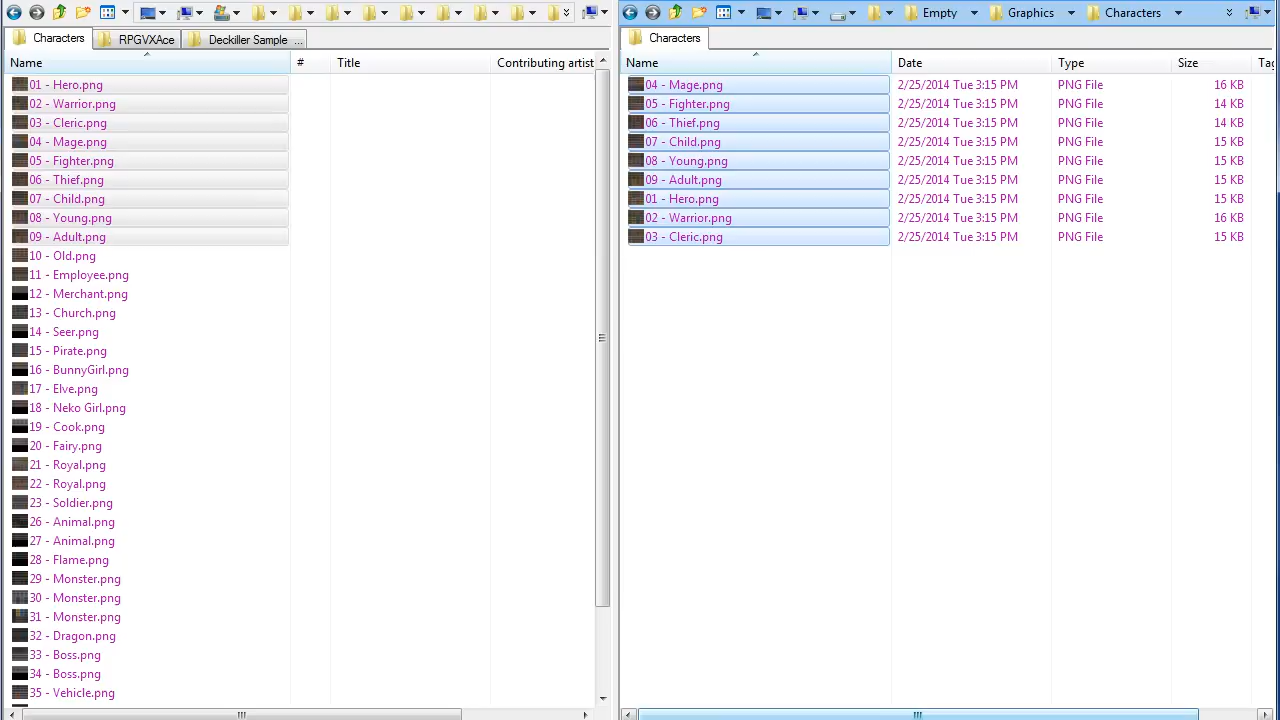 Empty Graphics Characters
Characters RPGVXAce Deckiller Sample ...
Characters
Name # Title Contributing artist
01 - Hero.png
02 - Warrior.png
03 - Cleric.png
04 - Mage.png
05 - Fighter.png
06 - Thief.png
07 - Child.png
08 - Young.png
09 - Adult.png
10 - Old.png
11 - Employee.png
12 - Merchant.png
13 - Church.png
14 - Seer.png
15 - Pirate.png
16 - BunnyGirl.png
17 - Elve.png
18 - Neko Girl.png
19 - Cook.png
20 - Fairy.png
21 - Royal.png
22 - Royal.png
23 - Soldier.png
26 - Animal.png
27 - Animal.png
28 - Flame.png
29 - Monster.png
30 - Monster.png
31 - Monster.png
32 - Dragon.png
33 - Boss.png
34 - Boss.png
35 - Vehicle.png
Name Date Type Size Tag
04 - Mage.png 2/25/2014 Tue 3:15 PM PNG File 16 KB
05 - Fighter.png 2/25/2014 Tue 3:15 PM PNG File 14 KB
06 - Thief.png 2/25/2014 Tue 3:15 PM PNG File 14 KB
07 - Child.png 2/25/2014 Tue 3:15 PM PNG File 15 KB
08 - Young.png 2/25/2014 Tue 3:15 PM PNG File 15 KB
09 - Adult.png 2/25/2014 Tue 3:15 PM PNG File 15 KB
01 - Hero.png 2/25/2014 Tue 3:15 PM PNG File 15 KB
02 - Warrior.png 2/25/2014 Tue 3:15 PM PNG File 16 KB
03 - Cleric.png 2/25/2014 Tue 3:15 PM PNG File 15 KB